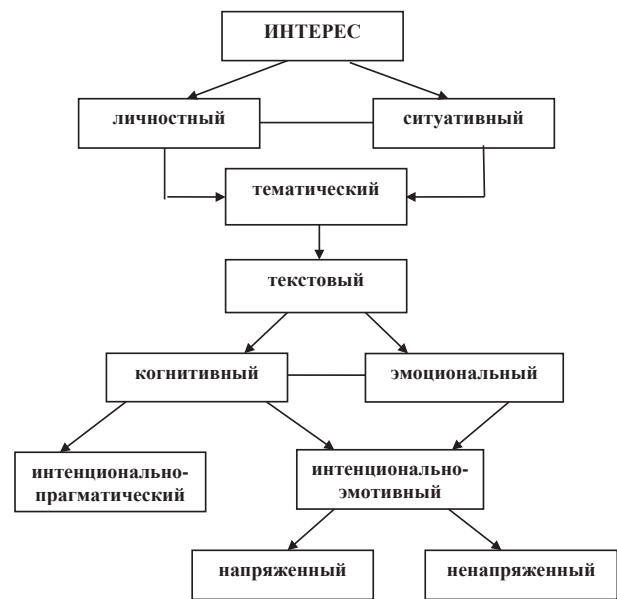 ИНТЕРЕС
личностный
ситуативный
тематический
текстовый
когнитивный
эмоциональный
интенционально-
прагматический
интенционально-
эмотивный
напряженный
ненапряженный